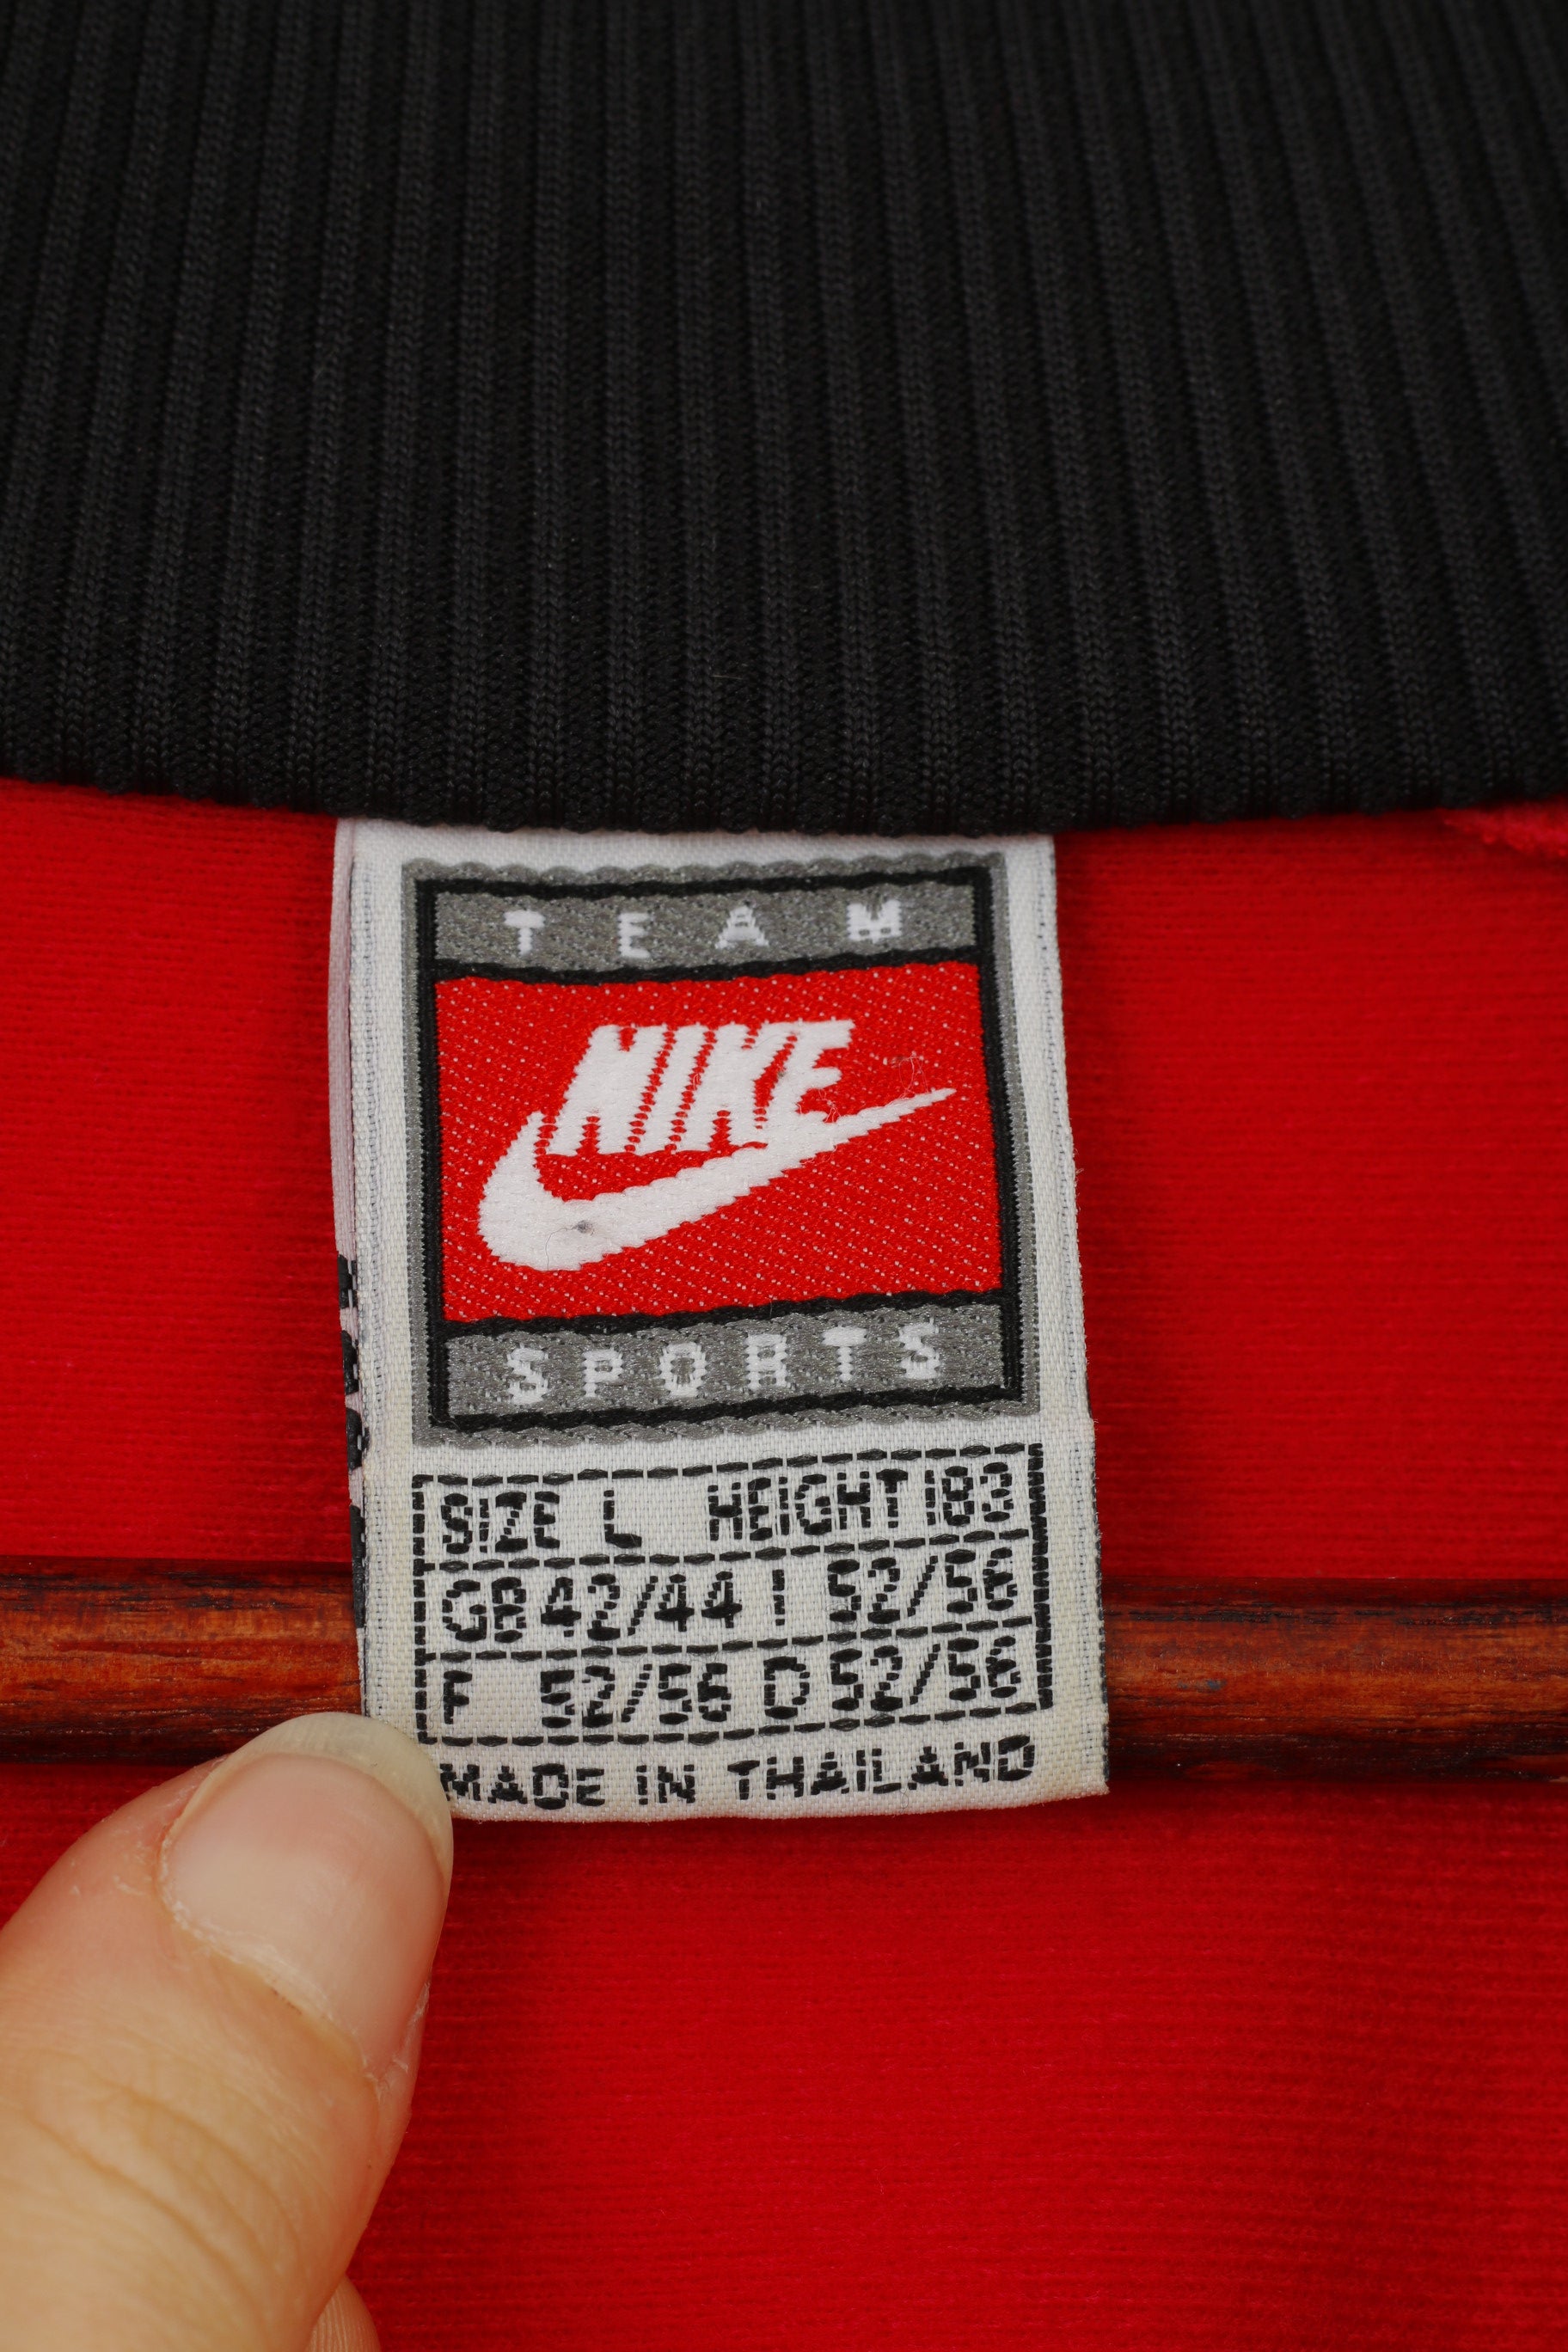 TEAM
NIKE
SPORTS
SIZE L HEIGHT 183
GB 42/44 I 52/56
F 52/56 D 52/56
MADE IN THAILAND